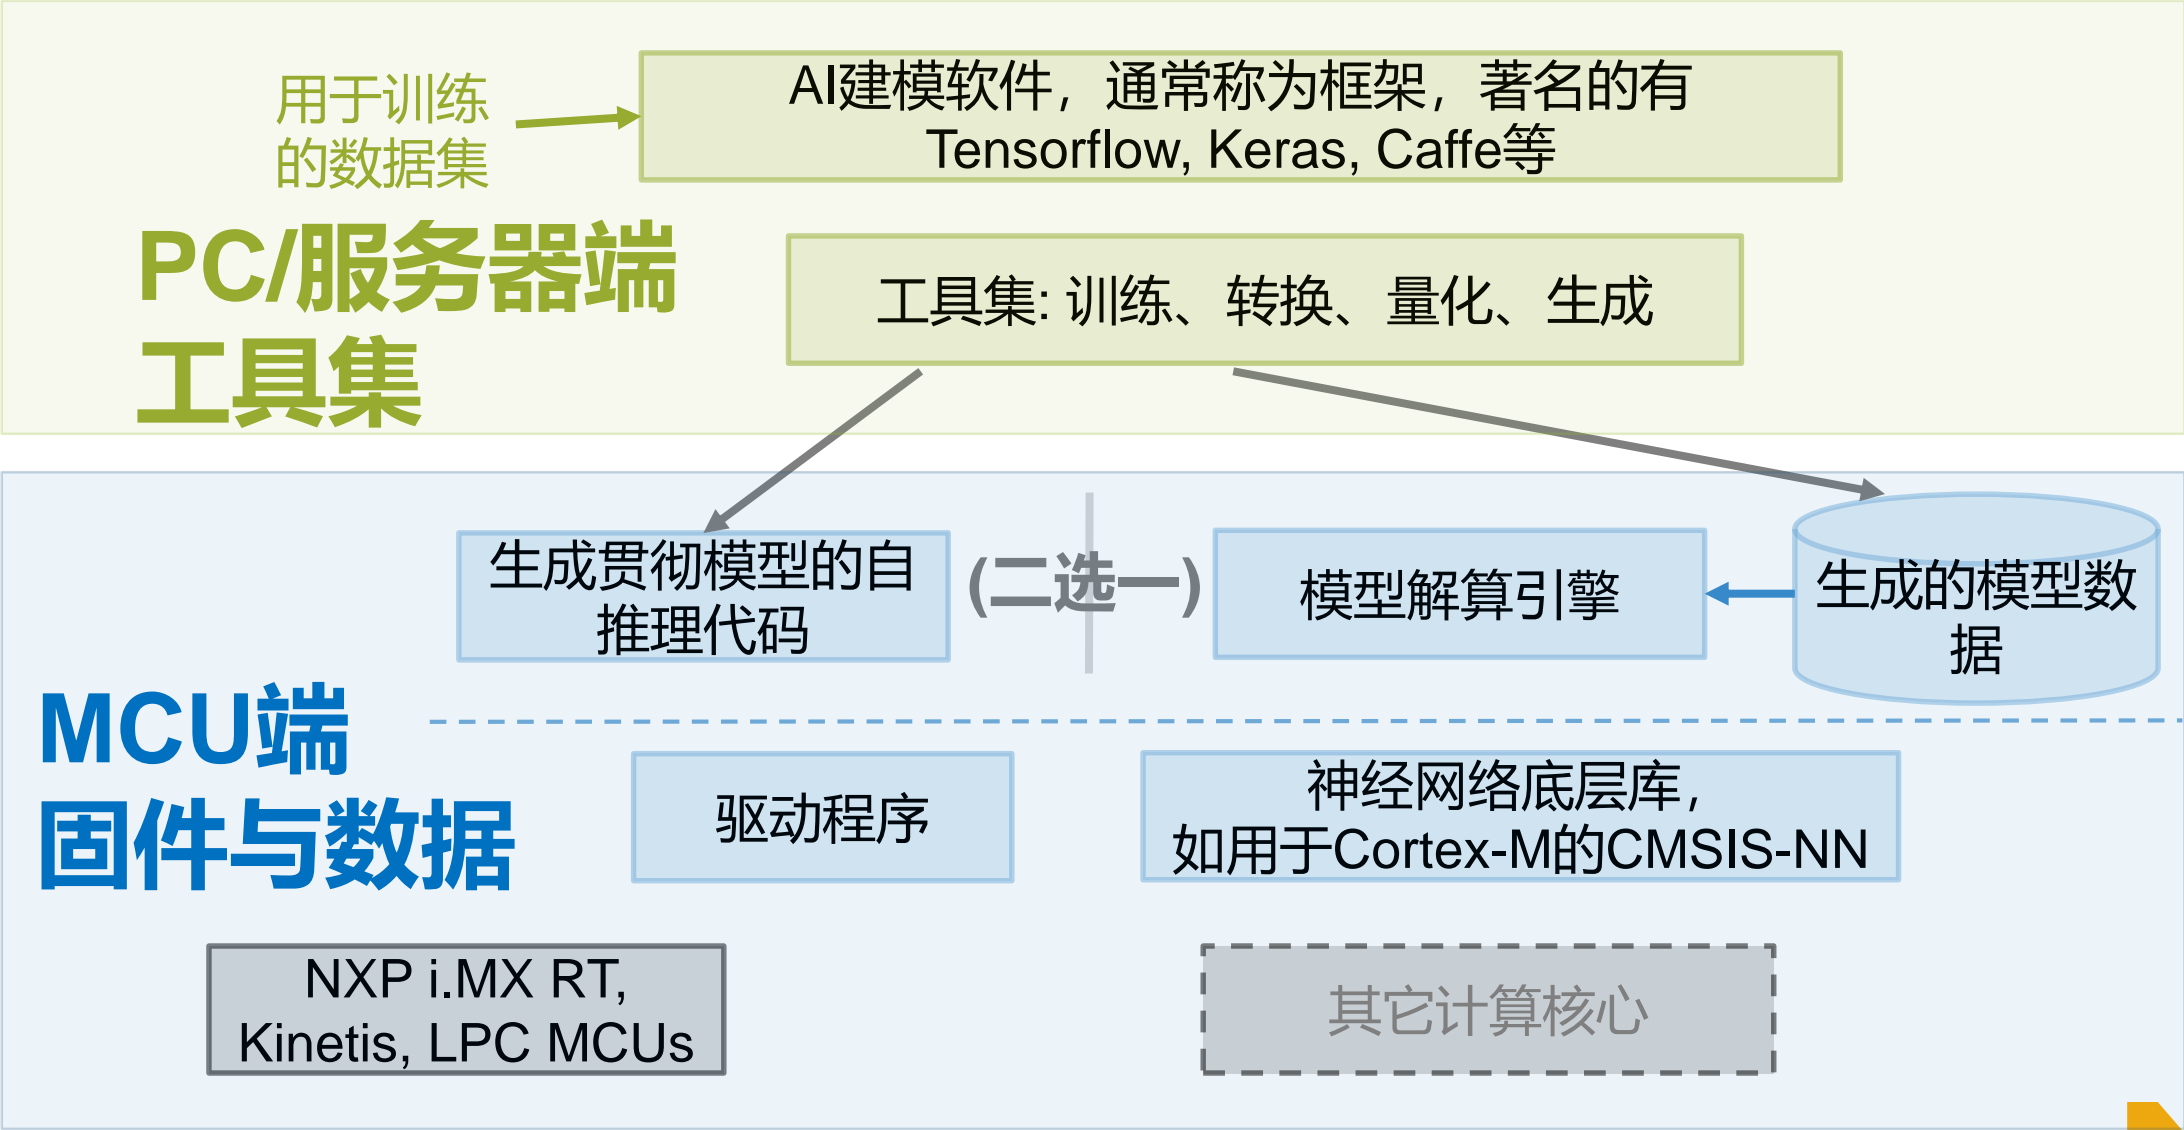 用于训练
的数据集
AI建模软件，通常称为框架，著名的有
Tensorflow, Keras, Caffe等
PC/服务器端
工具集
工具集: 训练、转换、量化、生成
生成贯彻模型的自
推理代码
(二选一)
模型解算引擎
生成的模型数
据
MCU端
固件与数据
驱动程序
神经网络底层库，
如用于Cortex-M的CMSIS-NN
NXP i.MX RT,
Kinetis, LPC MCUs
其它计算核心